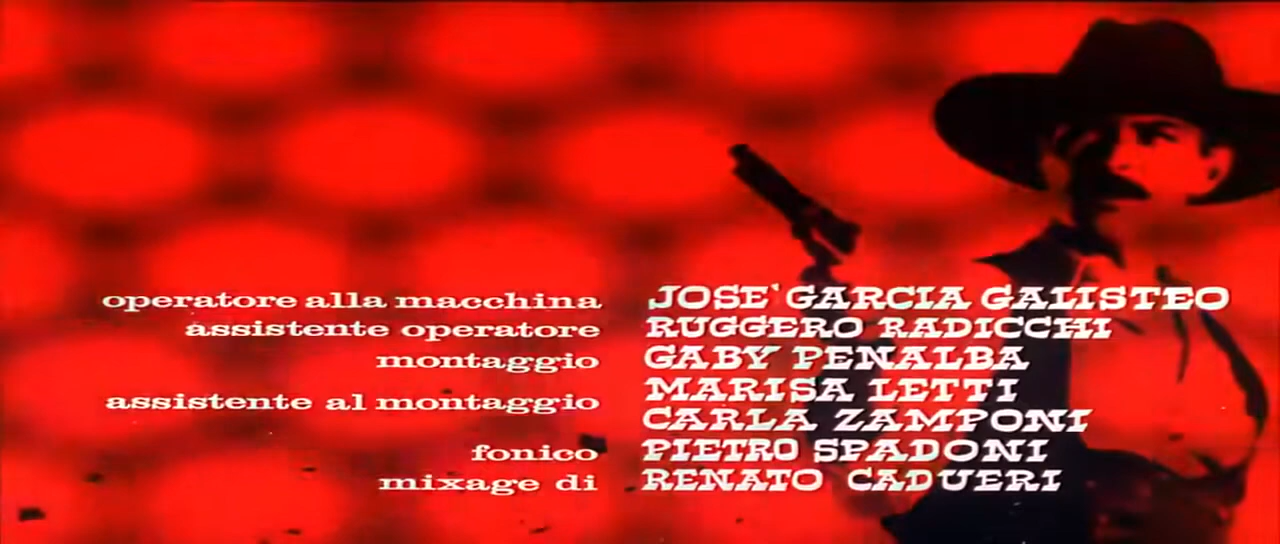 operatore alla macchina JOSE' GARCIA GALISTEO
assistente operatore RUGGERO RADICCHI
montaggio GABY PENALBA
assistente al montaggio MARISA LETTI
CARLA ZAMPONI
fonico PIETRO SPADONI
mixage di RENATO CADUERI